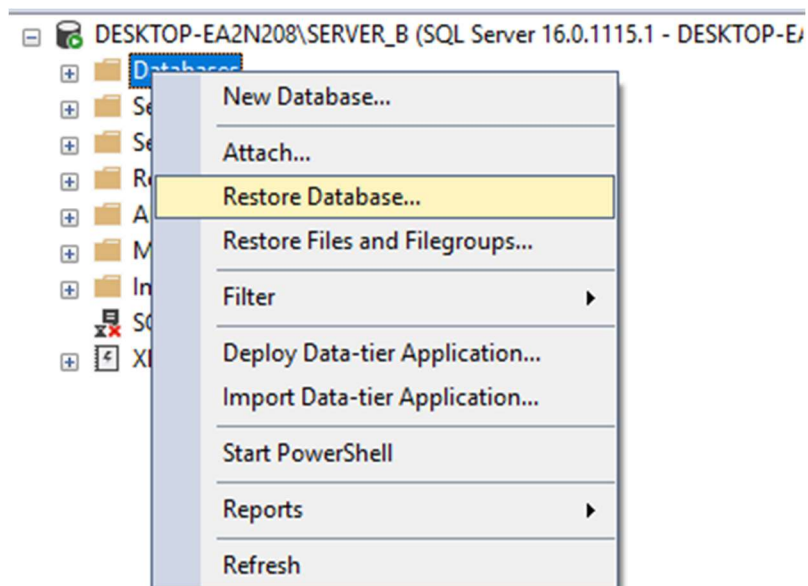 DESKTOP-EA2N208\SERVER_B (SQL Server 16.0.1115.1 - DESKTOP-EA
Databases
New Database...
Attach...
Restore Database...
Restore Files and Filegroups...
Filter
Deploy Data-tier Application...
Import Data-tier Application...
Start PowerShell
Reports
Refresh